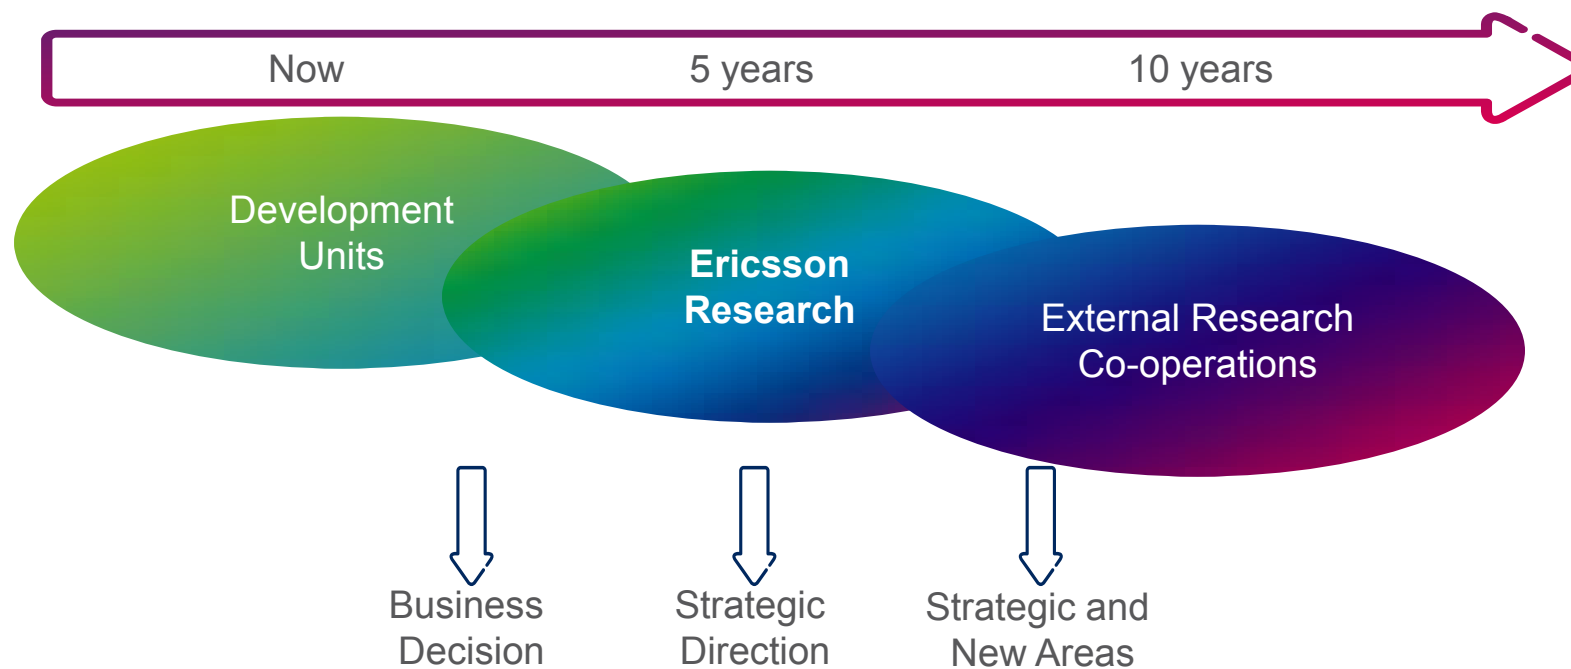 Now
5 years
10 years
Development
Units
Ericsson
Research
External Research
Co-operations
Business
Decision
Strategic
Direction
Strategic and
New Areas